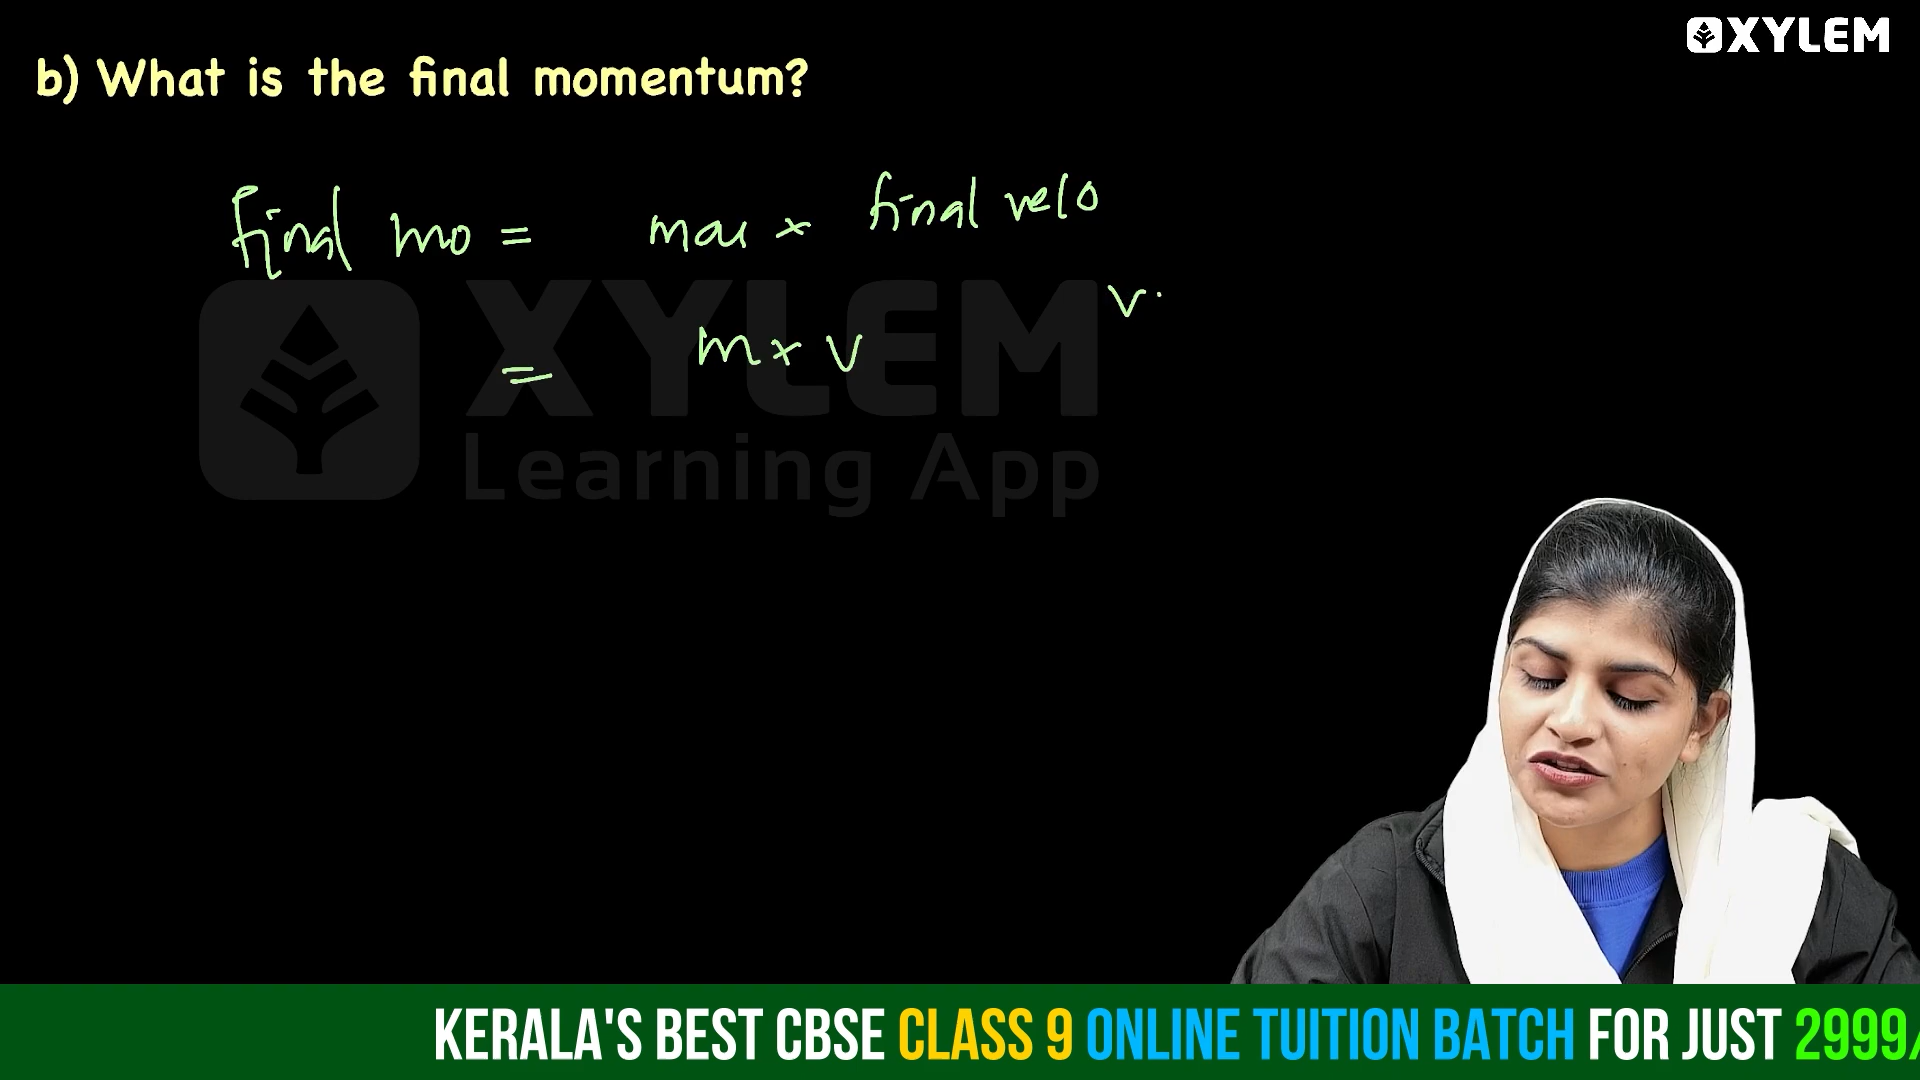 XYLEM
b) What is the final momentum?
final mo = mass × final velo
v.
= m × v
XYLEM
Learning App
KERALA'S BEST CBSE CLASS 9 ONLINE TUITION BATCH FOR JUST 2999/